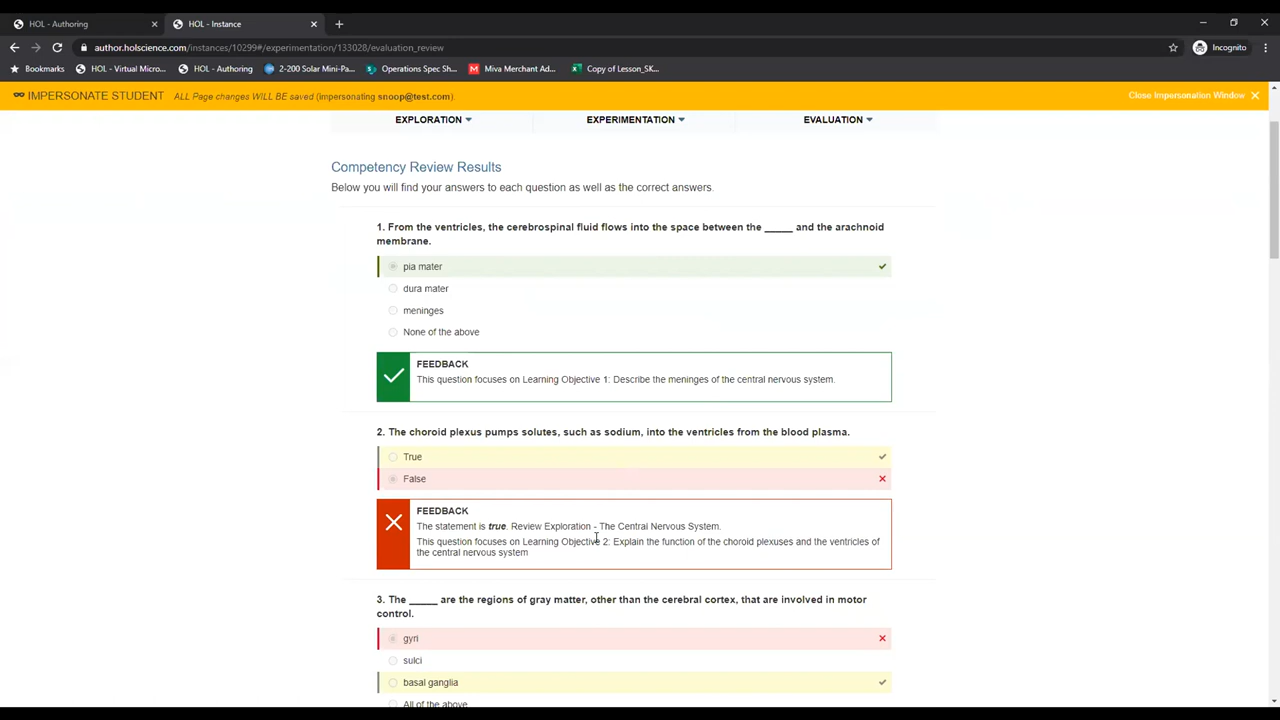 HOL - Authoring
HOL - Instance
author.holscience.com/instances/10299#/experimentation/133028/evaluation_review
Incognito
Bookmarks
HOL - Virtual Micro...
HOL - Authoring
2-200 Solar Mini-Pa...
Operations Spec Sh...
Miva Merchant Ad...
Copy of Lesson_SK...
IMPERSONATE STUDENT ALL Page changes WILL BE saved (impersonating snoop@test.com).
Close Impersonation Window
EXPLORATION
EXPERIMENTATION
EVALUATION
Competency Review Results
Below you will find your answers to each question as well as the correct answers.
1. From the ventricles, the cerebrospinal fluid flows into the space between the _____ and the arachnoid
membrane.
pia mater
dura mater
meninges
None of the above
FEEDBACK
This question focuses on Learning Objective 1: Describe the meninges of the central nervous system.
2. The choroid plexus pumps solutes, such as sodium, into the ventricles from the blood plasma.
True
False
FEEDBACK
The statement is true. Review Exploration - The Central Nervous System.
This question focuses on Learning Objective 2: Explain the function of the choroid plexuses and the ventricles of
the central nervous system
3. The _____ are the regions of gray matter, other than the cerebral cortex, that are involved in motor
control.
gyri
sulci
basal ganglia
All of the above